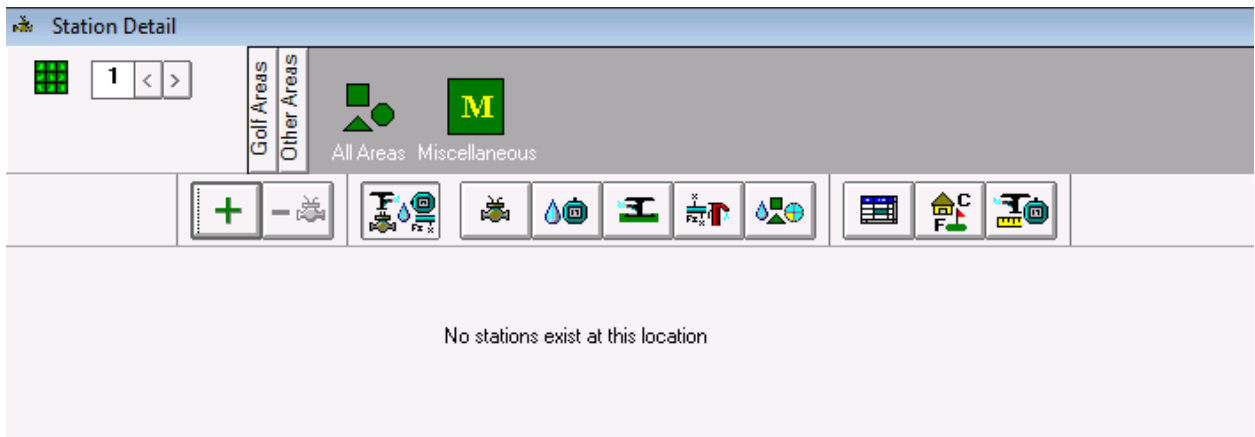 Station Detail
1
Golf Areas
Other Areas
M
All Areas
Miscellaneous
C
F
No stations exist at this location